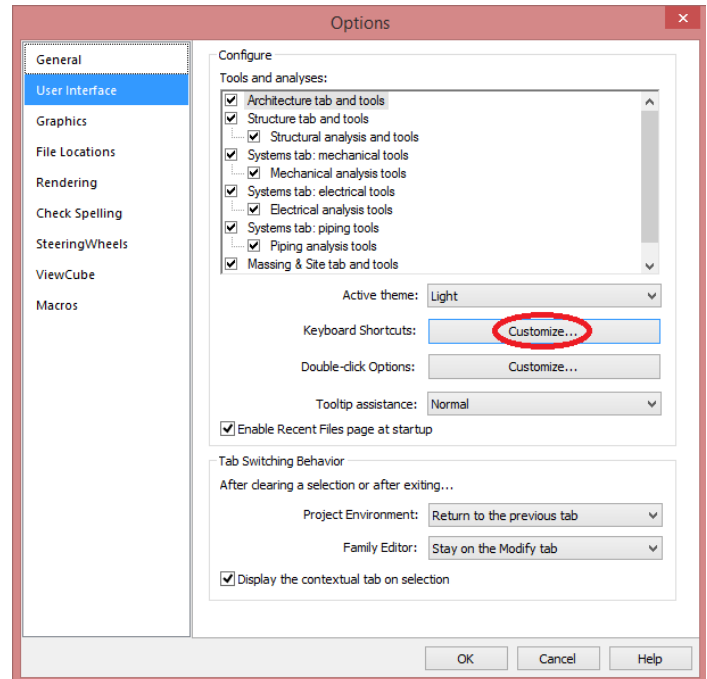 Options
×
General
User Interface
Graphics
File Locations
Rendering
Check Spelling
SteeringWheels
ViewCube
Macros
Configure
Tools and analyses:
Architecture tab and tools
Structure tab and tools
Structural analysis and tools
Systems tab: mechanical tools
Mechanical analysis tools
Systems tab: electrical tools
Electrical analysis tools
Systems tab: piping tools
Piping analysis tools
Massing & Site tab and tools
Active theme: Light
Keyboard Shortcuts: Customize...
Double-click Options: Customize...
Tooltip assistance: Normal
Enable Recent Files page at startup
Tab Switching Behavior
After clearing a selection or after exiting...
Project Environment: Return to the previous tab
Family Editor: Stay on the Modify tab
Display the contextual tab on selection
OK Cancel Help